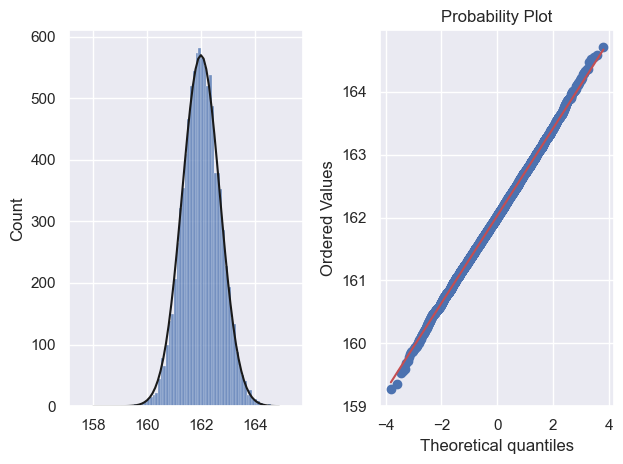 600
500
400
300
200
100
0
Count
158 160 162 164
Probability Plot
164
163
162
161
160
159
Ordered Values
−4 −2 0 2 4
Theoretical quantiles